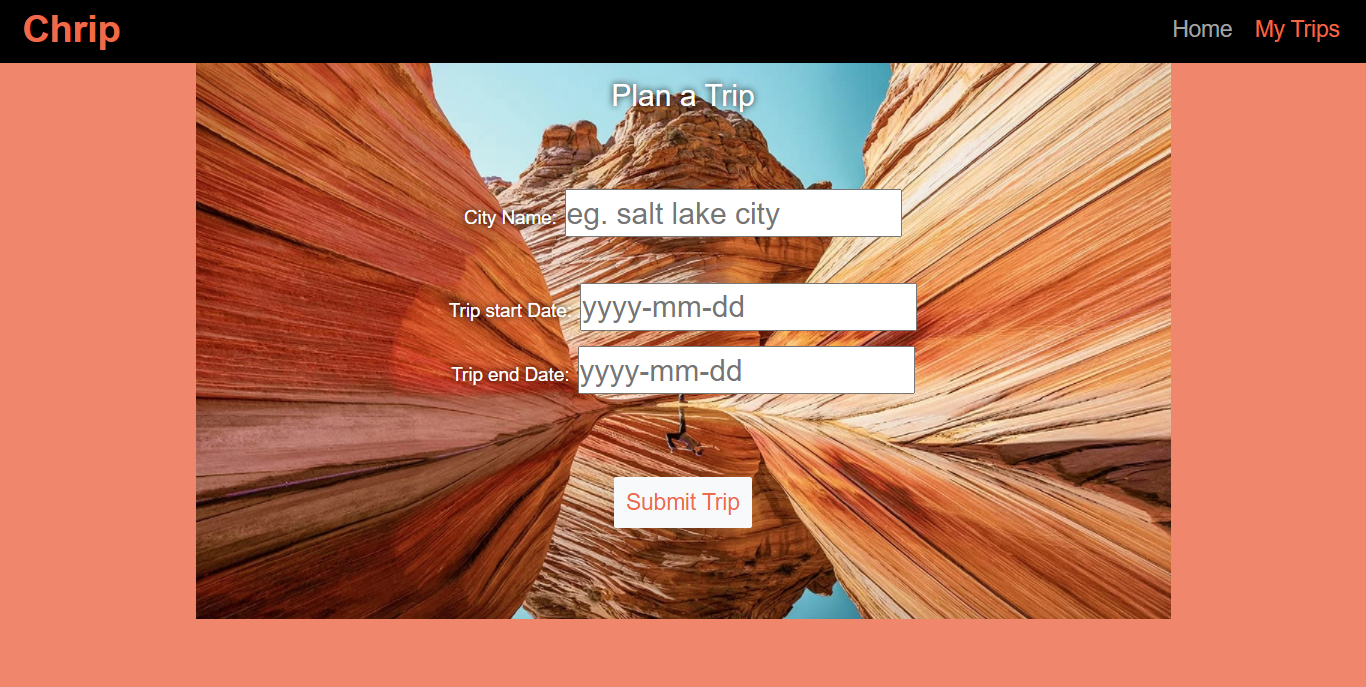 Chrip
Home My Trips
Plan a Trip
City Name: eg. salt lake city
Trip start Date: yyyy-mm-dd
Trip end Date: yyyy-mm-dd
Submit Trip